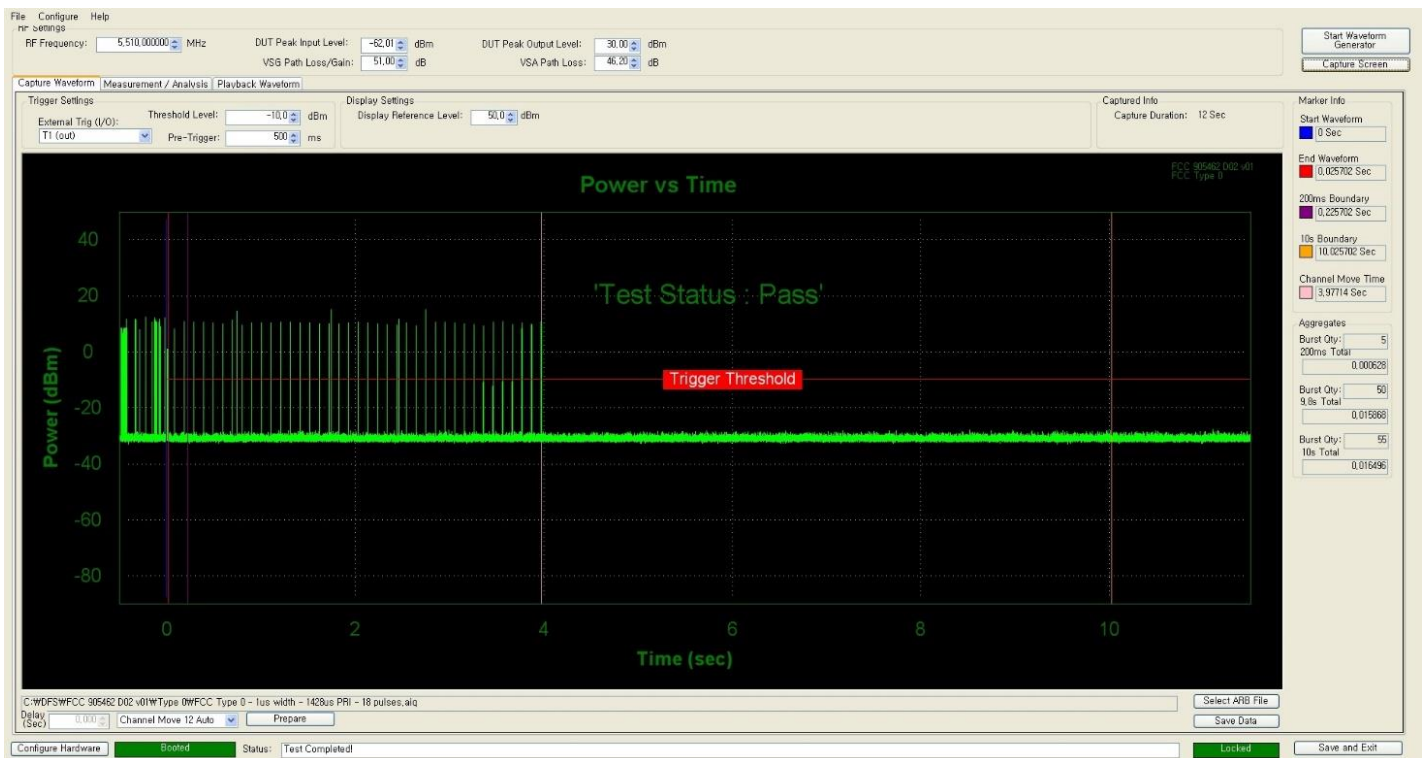 File Configure Help
RF Settings
RF Frequency: 5,510,000000 MHz DUT Peak Input Level: -62,01 dBm DUT Peak Output Level: 30,00 dBm
VSG Path Loss/Gain: 51,00 dB VSA Path Loss: 46,20 dB
Start Waveform
Generator
Capture Screen
Capture Waveform Measurement / Analysis Playback Waveform
Trigger Settings
External Trig (I/O):
T1 (out)
Threshold Level: -10,0 dBm
Pre-Trigger: 500 ms
Display Settings
Display Reference Level: 50,0 dBm
Captured Info
Capture Duration: 12 Sec
FCC 905462 D02 v01
FCC Type 0
Power vs Time
'Test Status : Pass'
Trigger Threshold
Power (dBm)
40
20
0
-20
-40
-60
-80
0 2 4 6 8 10
Time (sec)
Marker Info
Start Waveform
0 Sec
End Waveform
0,025702 Sec
200ms Boundary
0,225702 Sec
10s Boundary
10,025702 Sec
Channel Move Time
3,97714 Sec
Aggregates
Burst Qty: 5
200ms Total
0,000628
Burst Qty: 50
9,8s Total
0,015868
Burst Qty: 55
10s Total
0,016496
C:₩DFS₩FCC 905462 D02 v01₩Type 0₩FCC Type 0 - 1us width - 1428us PRI - 18 pulses,aiq
Select ARB File
Delay
(Sec) 0,000 Channel Move 12 Auto Prepare
Save Data
Configure Hardware Booted Status: Test Completed! Locked Save and Exit